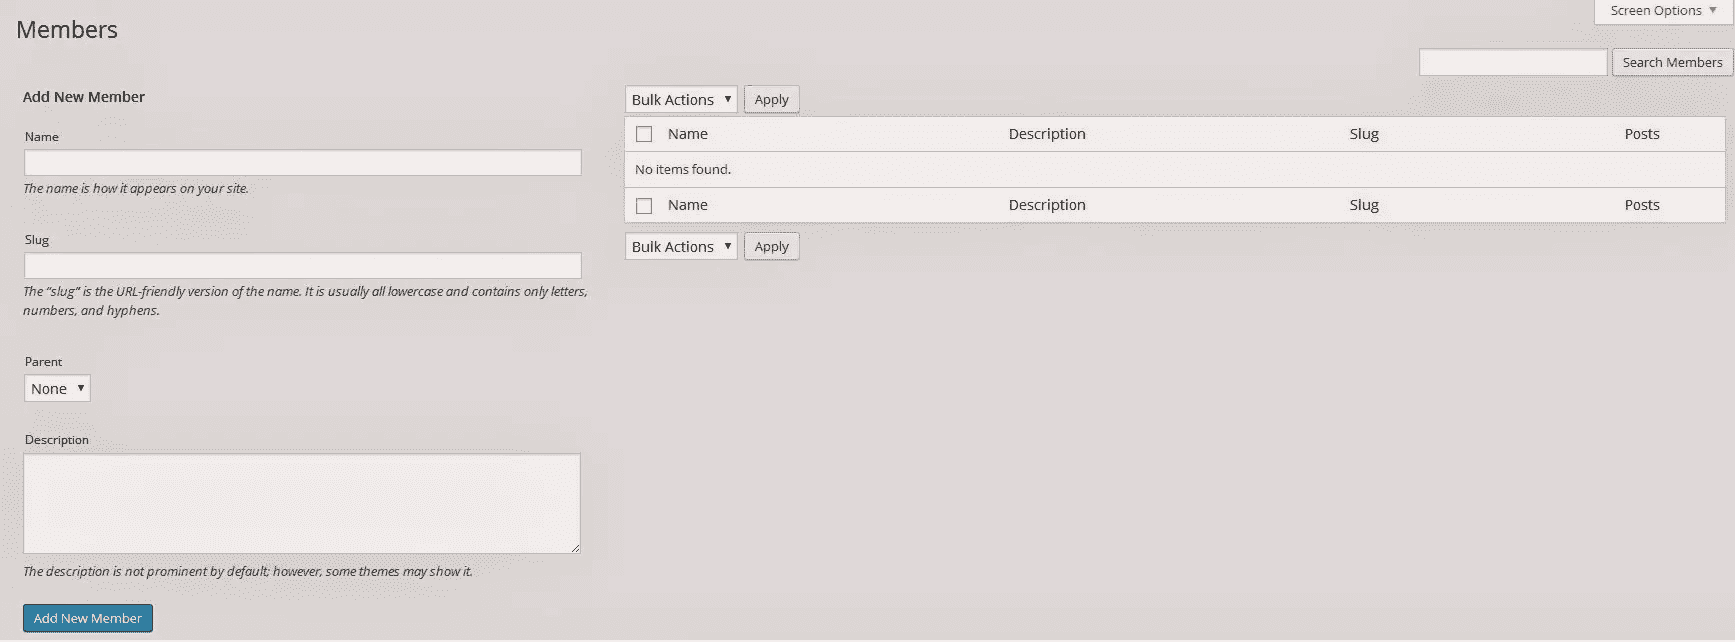 Screen Options
Members
Search Members
Add New Member
Name
The name is how it appears on your site.
Slug
The “slug” is the URL-friendly version of the name. It is usually all lowercase and contains only letters,
numbers, and hyphens.
Parent
None
Description
The description is not prominent by default; however, some themes may show it.
Add New Member
Bulk Actions Apply
Name Description Slug Posts
No items found.
Name Description Slug Posts
Bulk Actions Apply